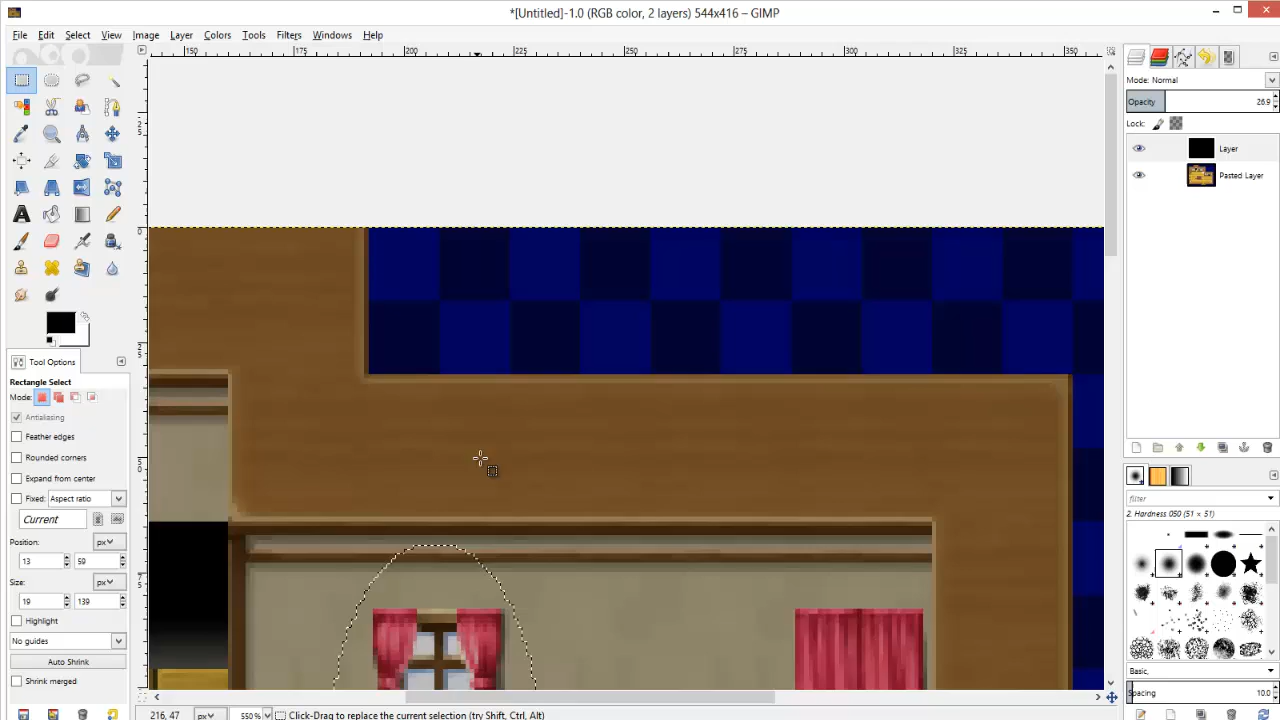 *[Untitled]-1.0 (RGB color, 2 layers) 544x416 – GIMP
File Edit Select View Image Layer Colors Tools Filters Windows Help
150 175 200 225 250 275 300 325 350
Mode: Normal
Opacity 26.9
Lock:
Layer
Pasted Layer
Tool Options
Rectangle Select
Mode:
Antialiasing
Feather edges
Rounded corners
Expand from center
Fixed: Aspect ratio
Current
Position: px
13 59
Size: px
19 139
Highlight
No guides
Auto Shrink
Shrink merged
filter
2. Hardness 050 (51 × 51)
Basic,
Spacing 10.0
216, 47 px 550% Click-Drag to replace the current selection (try Shift, Ctrl, Alt)